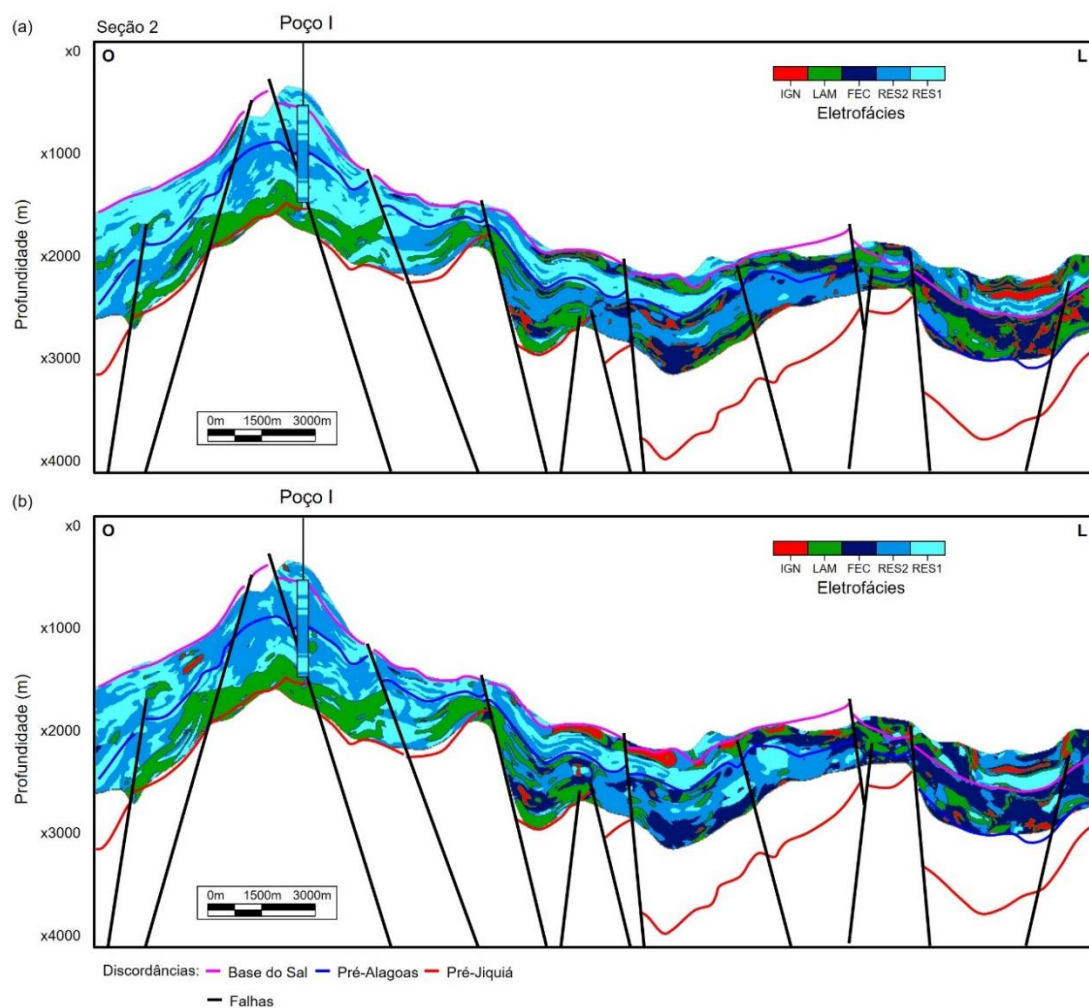 (a)
Seção 2
Poço I
O
L
x0
x1000
x2000
x3000
x4000
Profundidade (m)
IGN LAM FEC RES2 RES1
Eletrofácies
0m 1500m 3000m
(b)
Poço I
O
L
x0
x1000
x2000
x3000
x4000
Profundidade (m)
IGN LAM FEC RES2 RES1
Eletrofácies
0m 1500m 3000m
Discordâncias: Base do Sal Pré-Alagoas Pré-Jiquiá
Falhas